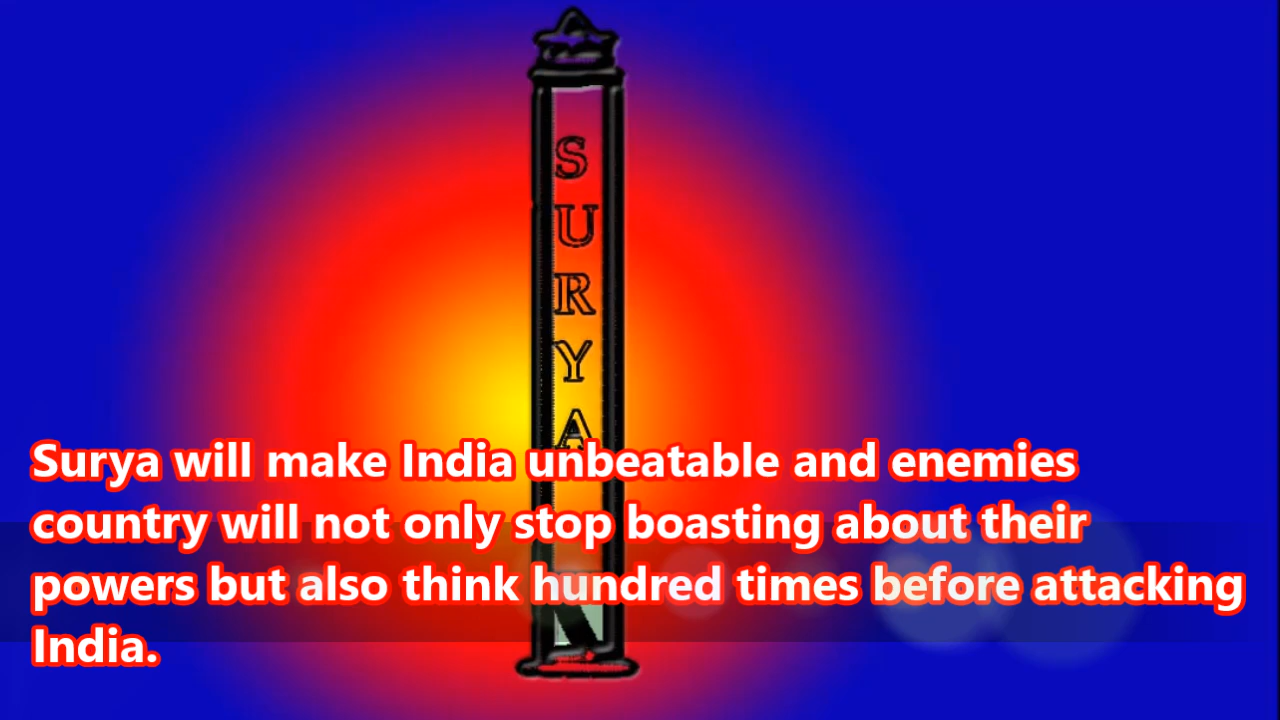 SURYA
Surya will make India unbeatable and enemies
country will not only stop boasting about their
powers but also think hundred times before attacking
India.